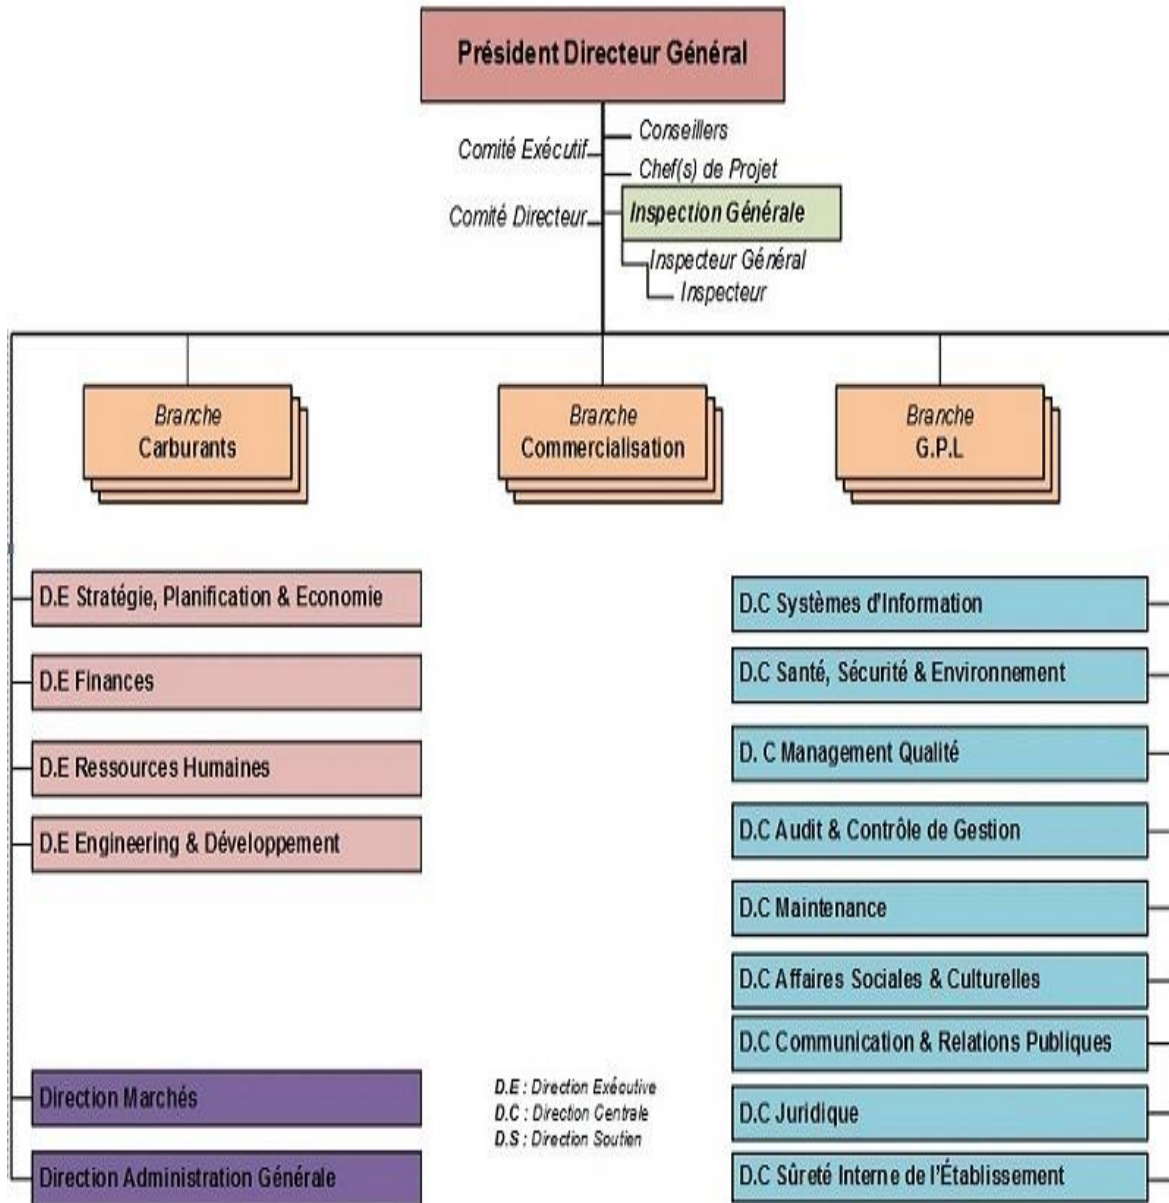 Président Directeur Général
Conseillers
Comité Exécutif
Chef(s) de Projet
Comité Directeur
Inspection Générale
Inspecteur Général
Inspecteur
Branche
Carburants
Branche
Commercialisation
Branche
G.P.L
D.E Stratégie, Planification & Economie
D.E Finances
D.E Ressources Humaines
D.E Engineering & Développement
Direction Marchés
Direction Administration Générale
D.E : Direction Exécutive
D.C : Direction Centrale
D.S : Direction Soutien
D.C Systèmes d'Information
D.C Santé, Sécurité & Environnement
D. C Management Qualité
D.C Audit & Contrôle de Gestion
D.C Maintenance
D.C Affaires Sociales & Culturelles
D.C Communication & Relations Publiques
D.C Juridique
D.C Sûreté Interne de l'Établissement